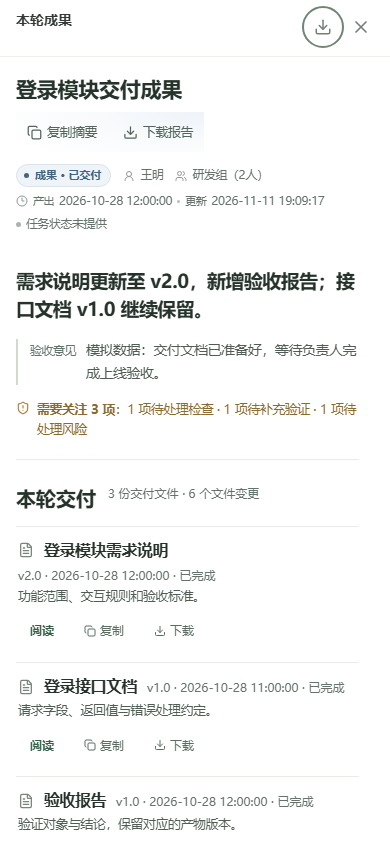 本轮成果
登录模块交付成果
复制摘要 下载报告
成果 · 已交付 王明 研发组（2人）
产出 2026-10-28 12:00:00 · 更新 2026-11-11 19:09:17
任务状态未提供
需求说明更新至 v2.0，新增验收报告；接
口文档 v1.0 继续保留。
验收意见 模拟数据：交付文档已准备好，等待负责人完
成上线验收。
需要关注 3 项：1 项待处理检查 · 1 项待补充验证 · 1 项待
处理风险
本轮交付 3 份交付文件 · 6 个文件变更
登录模块需求说明
v2.0 · 2026-10-28 12:00:00 · 已完成
功能范围、交互规则和验收标准。
阅读 复制 下载
登录接口文档 v1.0 · 2026-10-28 11:00:00 · 已完成
请求字段、返回值与错误处理约定。
阅读 复制 下载
验收报告 v1.0 · 2026-10-28 12:00:00 · 已完成
验证对象与结论，保留对应的产物版本。